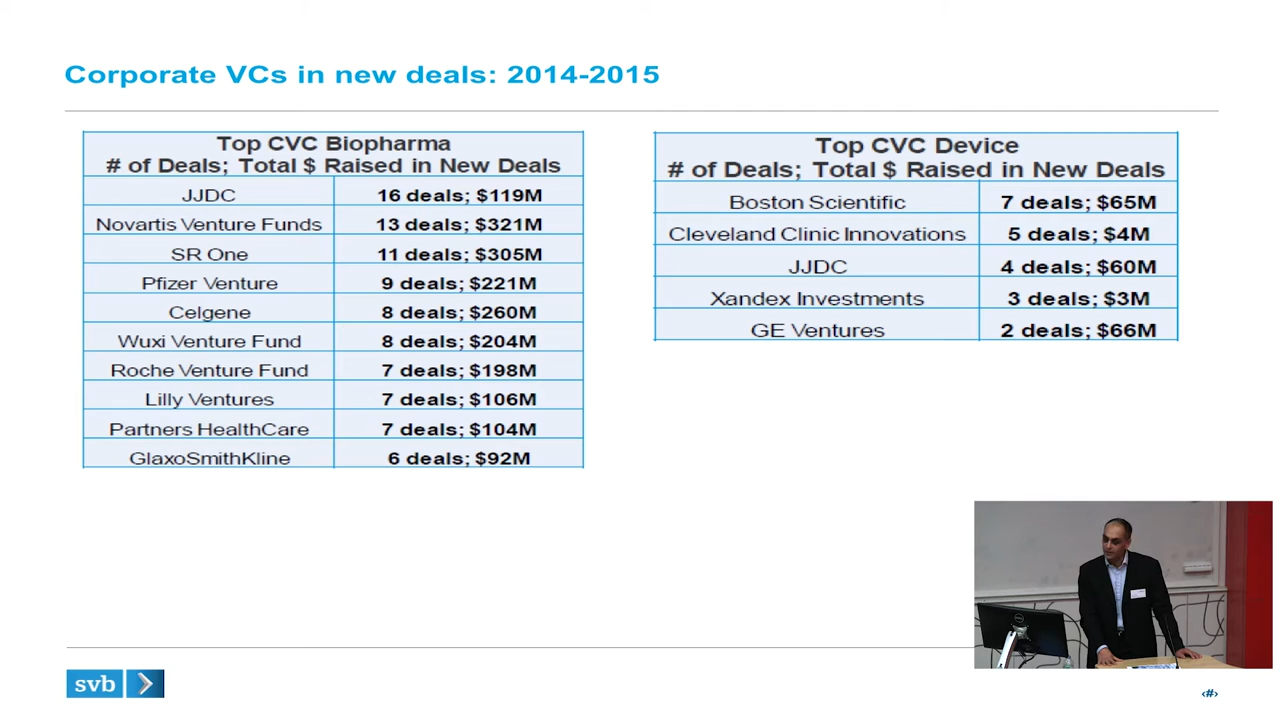 Corporate VCs in new deals: 2014-2015
Top CVC Biopharma
# of Deals; Total $ Raised in New Deals
JJDC 16 deals; $119M
Novartis Venture Funds 13 deals; $321M
SR One 11 deals; $305M
Pfizer Venture 9 deals; $221M
Celgene 8 deals; $260M
Wuxi Venture Fund 8 deals; $204M
Roche Venture Fund 7 deals; $198M
Lilly Ventures 7 deals; $106M
Partners HealthCare 7 deals; $104M
GlaxoSmithKline 6 deals; $92M
Top CVC Device
# of Deals; Total $ Raised in New Deals
Boston Scientific 7 deals; $65M
Cleveland Clinic Innovations 5 deals; $4M
JJDC 4 deals; $60M
Xandex Investments 3 deals; $3M
GE Ventures 2 deals; $66M
svb
‹#›